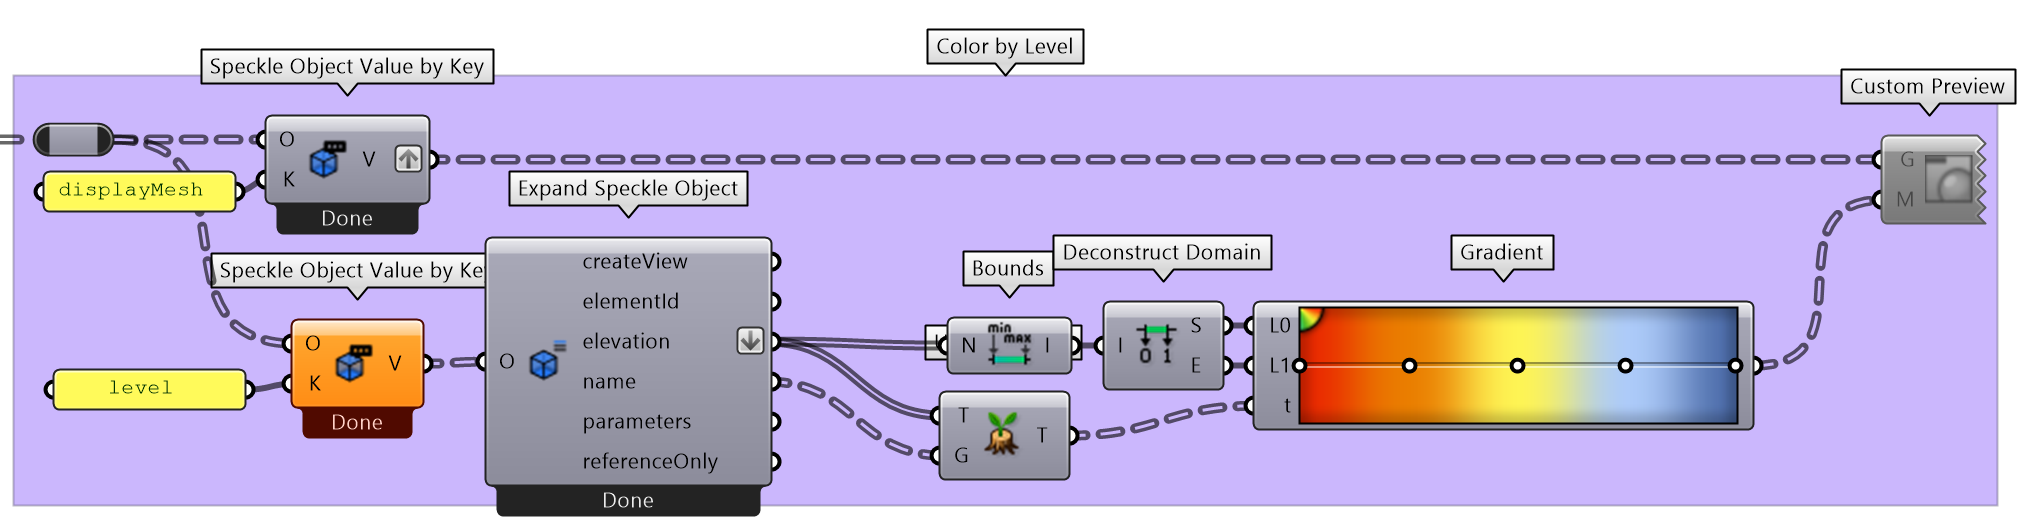 Color by Level
Speckle Object Value by Key
Custom Preview
O
K
V
displayMesh
Done
G
M
Expand Speckle Object
Speckle Object Value by Ke
O
K
V
level
Done
O
createView
elementId
elevation
name
parameters
referenceOnly
Done
Bounds
N
min
max
I
Deconstruct Domain
I
0 1
S
E
T
G
T
Gradient
L0
L1
t